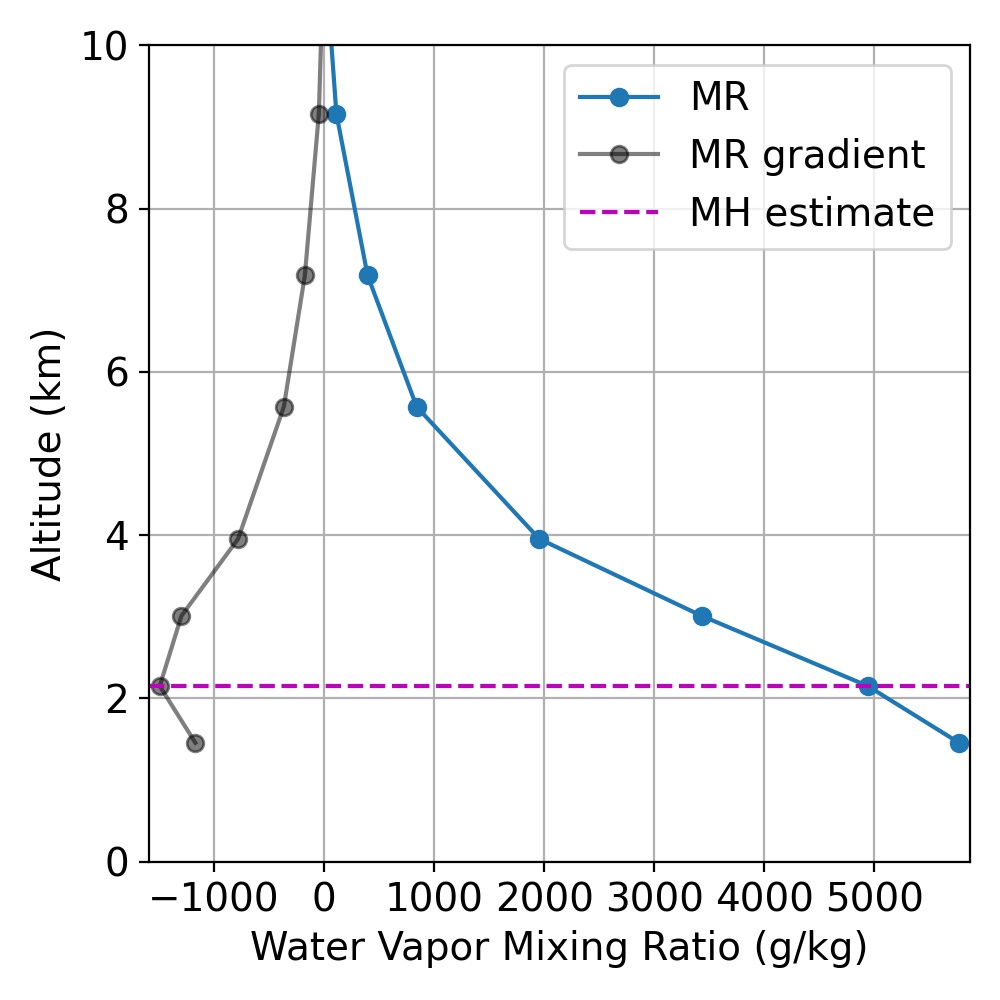 10
8
6
4
2
0
Altitude (km)
MR
MR gradient
MH estimate
−1000 0 1000 2000 3000 4000 5000
Water Vapor Mixing Ratio (g/kg)